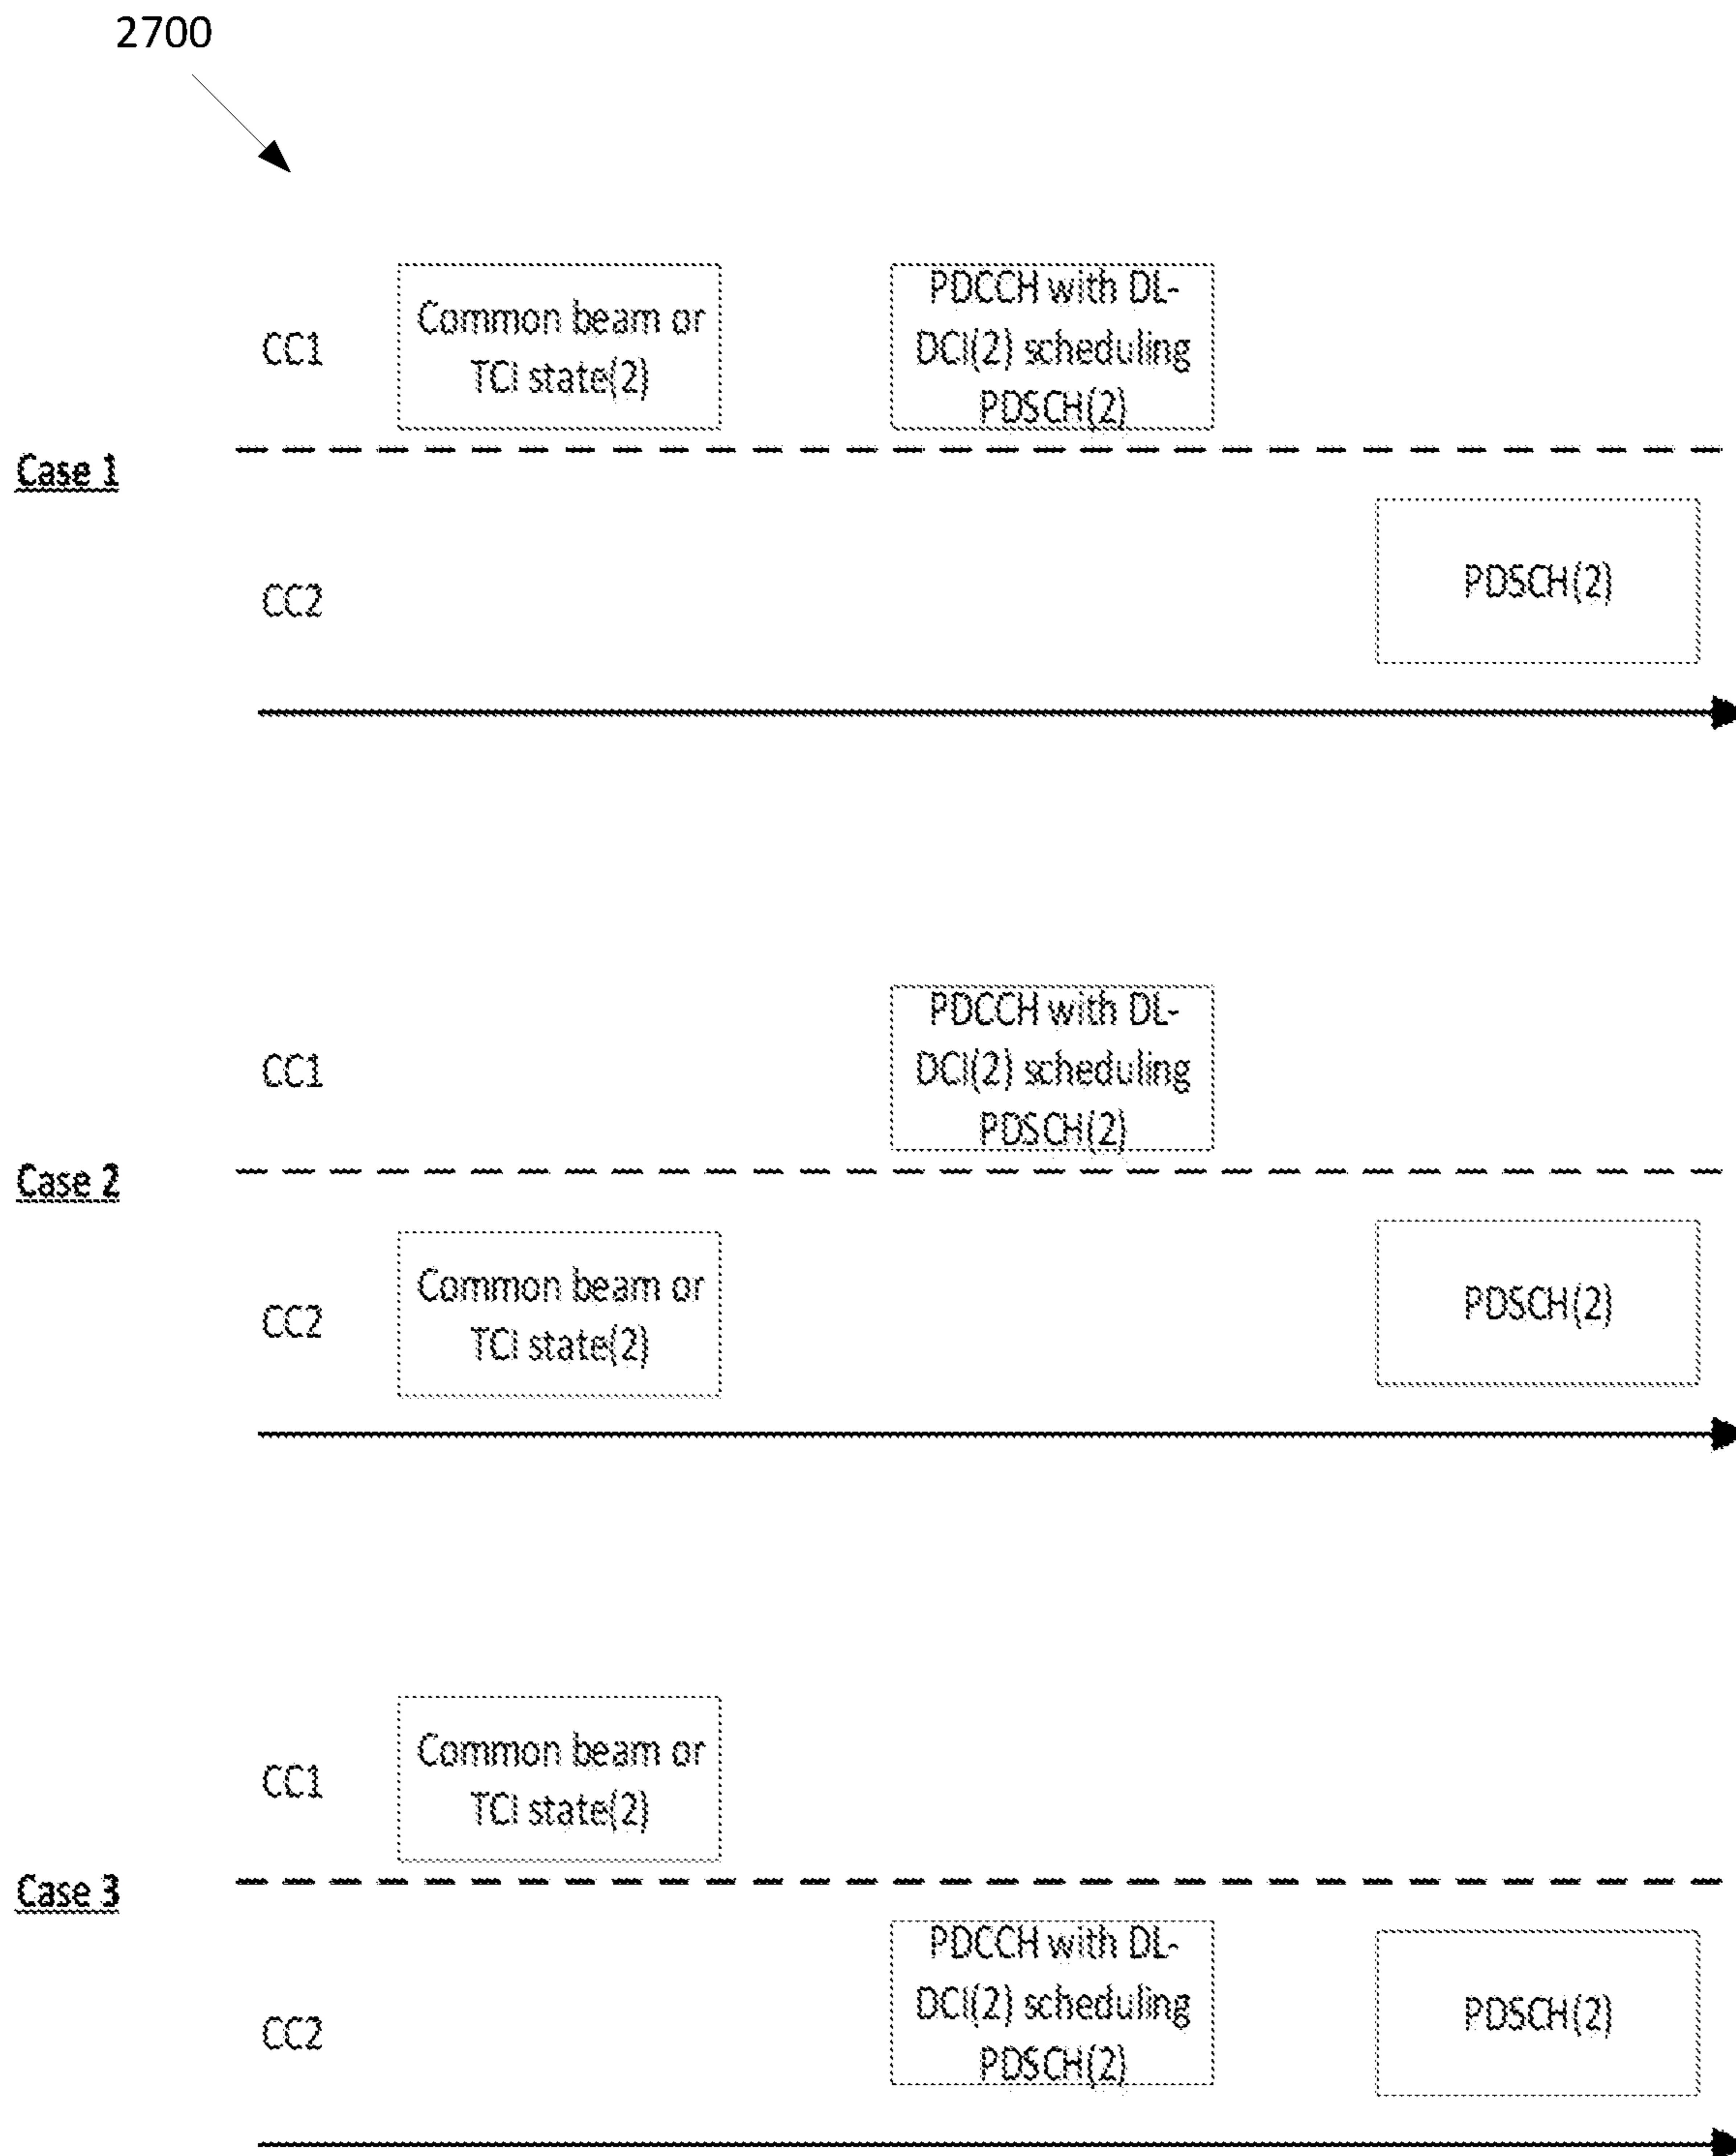 2700
Common beam or
TCI state(2)
PDCCH with DL-
DCI(2) scheduling
PDSCH(2)
CC1
Case 1
PDSCH(2)
CC2
PDCCH with DL-
DCI(2) scheduling
PDSCH(2)
CC1
Case 2
Common beam or
TCI state(2)
PDSCH(2)
CC2
Common beam or
TCI state(2)
CC1
Case 3
PDCCH with DL-
DCI(2) scheduling
PDSCH(2)
PDSCH(2)
CC2